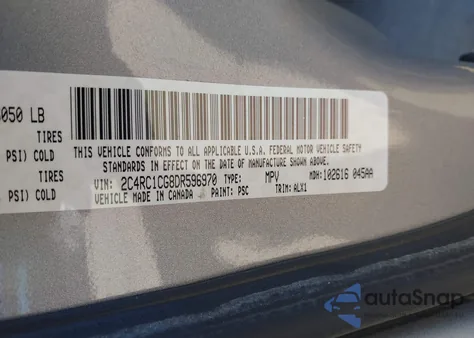 050 LB
TIRES
PSI) COLD
TIRES
PSI) COLD
THIS VEHICLE CONFORMS TO ALL APPLICABLE U.S.A. FEDERAL MOTOR VEHICLE SAFETY
STANDARDS IN EFFECT ON THE DATE OF MANUFACTURE SHOWN ABOVE.
VIN: 2C4RC1CG8DR596970 TYPE: MPV MDH: 102616 045AA
VEHICLE MADE IN CANADA PAINT: PSC TRIM: ALX1
autoSnap